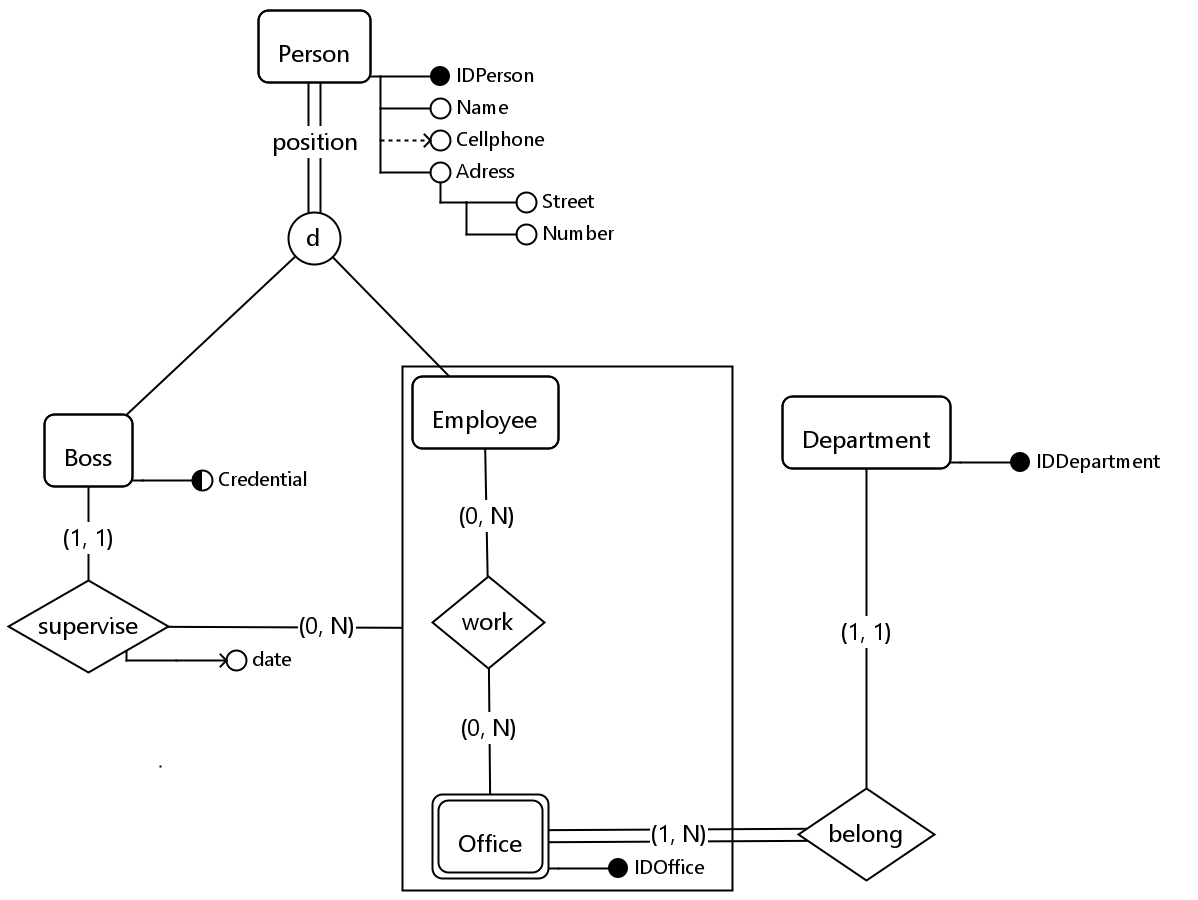 Person
IDPerson
Name
Cellphone
Adress
Street
Number
position
d
Boss
Credential
Employee
Department
IDDepartment
(1, 1)
(0, N)
supervise
(0, N)
work
(1, 1)
date
(0, N)
Office
(1, N)
belong
IDOffice